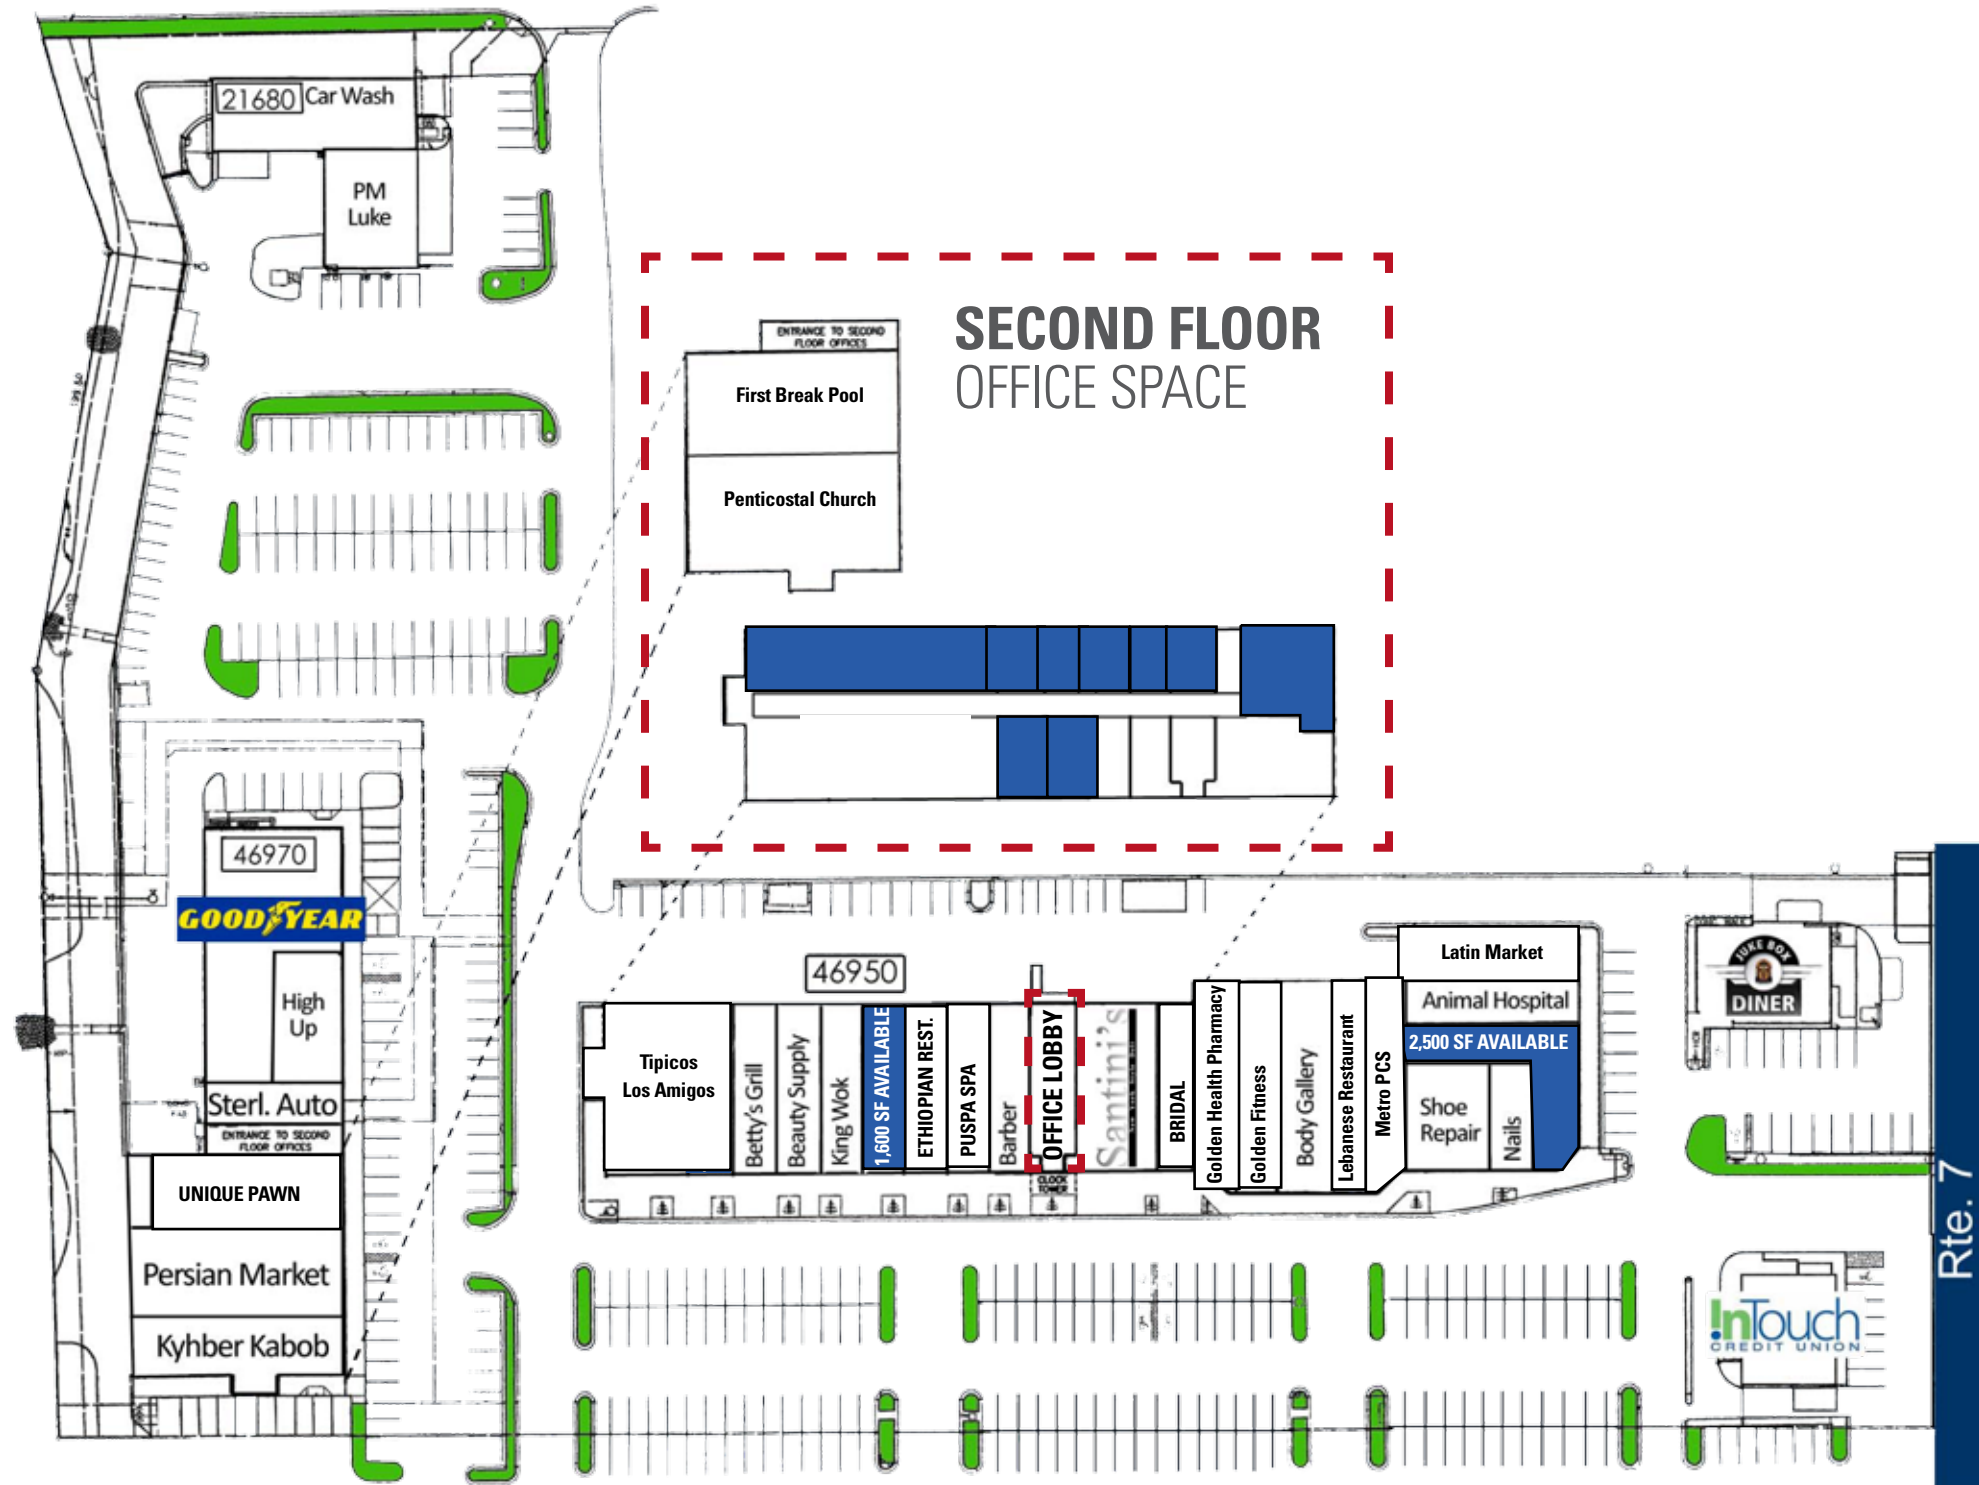 21680 Car Wash
PM
Luke
ENTRANCE TO SECOND
FLOOR OFFICES
SECOND FLOOR
OFFICE SPACE
First Break Pool
Penticostal Church
46970
GOODYEAR
High
Up
Sterl. Auto
ENTRANCE TO SECOND
FLOOR OFFICES
UNIQUE PAWN
Persian Market
Kyhber Kabob
46950
Tipicos
Los Amigos
Betty's Grill
Beauty Supply
King Wok
1,600 SF AVAILABLE
ETHIOPIAN REST.
PUSPA SPA
Barber
OFFICE LOBBY
CLOCK
TOWER
Santini's
BRIDAL
Golden Health Pharmacy
Golden Fitness
Body Gallery
Lebanese Restaurant
Metro PCS
Latin Market
Animal Hospital
2,500 SF AVAILABLE
Shoe
Repair
Nails
JUKE BOX
DINER
InTouch
CREDIT UNION
Rte. 7